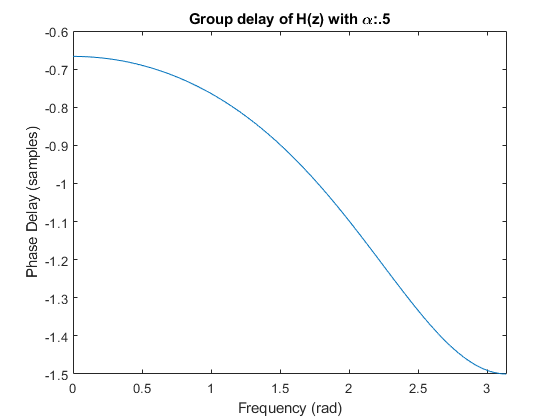 Group delay of H(z) with α:.5
-0.6
-0.7
-0.8
-0.9
-1
-1.1
-1.2
-1.3
-1.4
-1.5
Phase Delay (samples)
0 0.5 1 1.5 2 2.5 3
Frequency (rad)